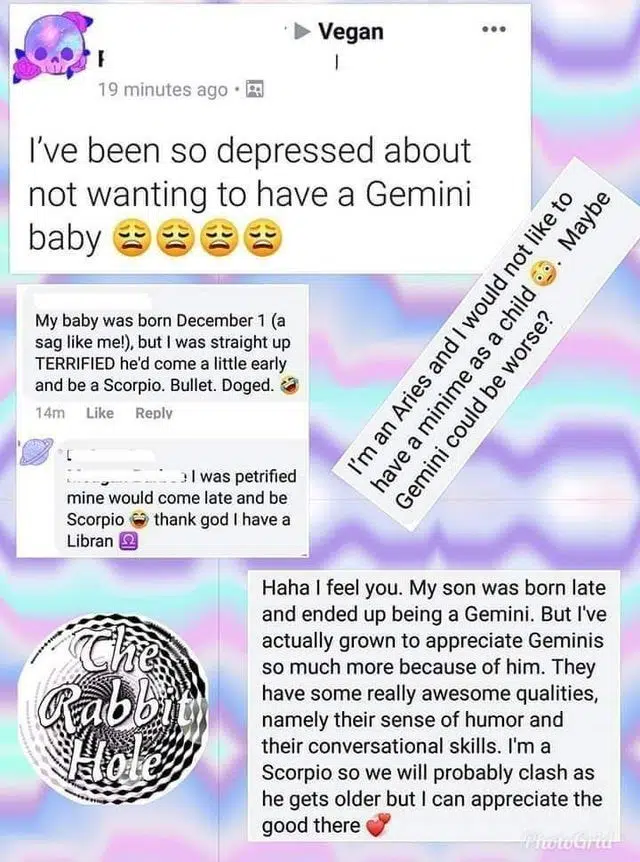 Vegan
19 minutes ago
I've been so depressed about
not wanting to have a Gemini
baby 😩😩😩😩
I'm an Aries and I would not like to
have a minime as a child 😳. Maybe
Gemini could be worse?
My baby was born December 1 (a
sag like me!), but I was straight up
TERRIFIED he'd come a little early
and be a Scorpio. Bullet. Doged. 🤣
14m Like Reply
I was petrified
mine would come late and be
Scorpio 😂 thank god I have a
Libran ♎
The
Rabbit
Hole
Haha I feel you. My son was born late
and ended up being a Gemini. But I've
actually grown to appreciate Geminis
so much more because of him. They
have some really awesome qualities,
namely their sense of humor and
their conversational skills. I'm a
Scorpio so we will probably clash as
he gets older but I can appreciate the
good there 💕
PhotoGrid